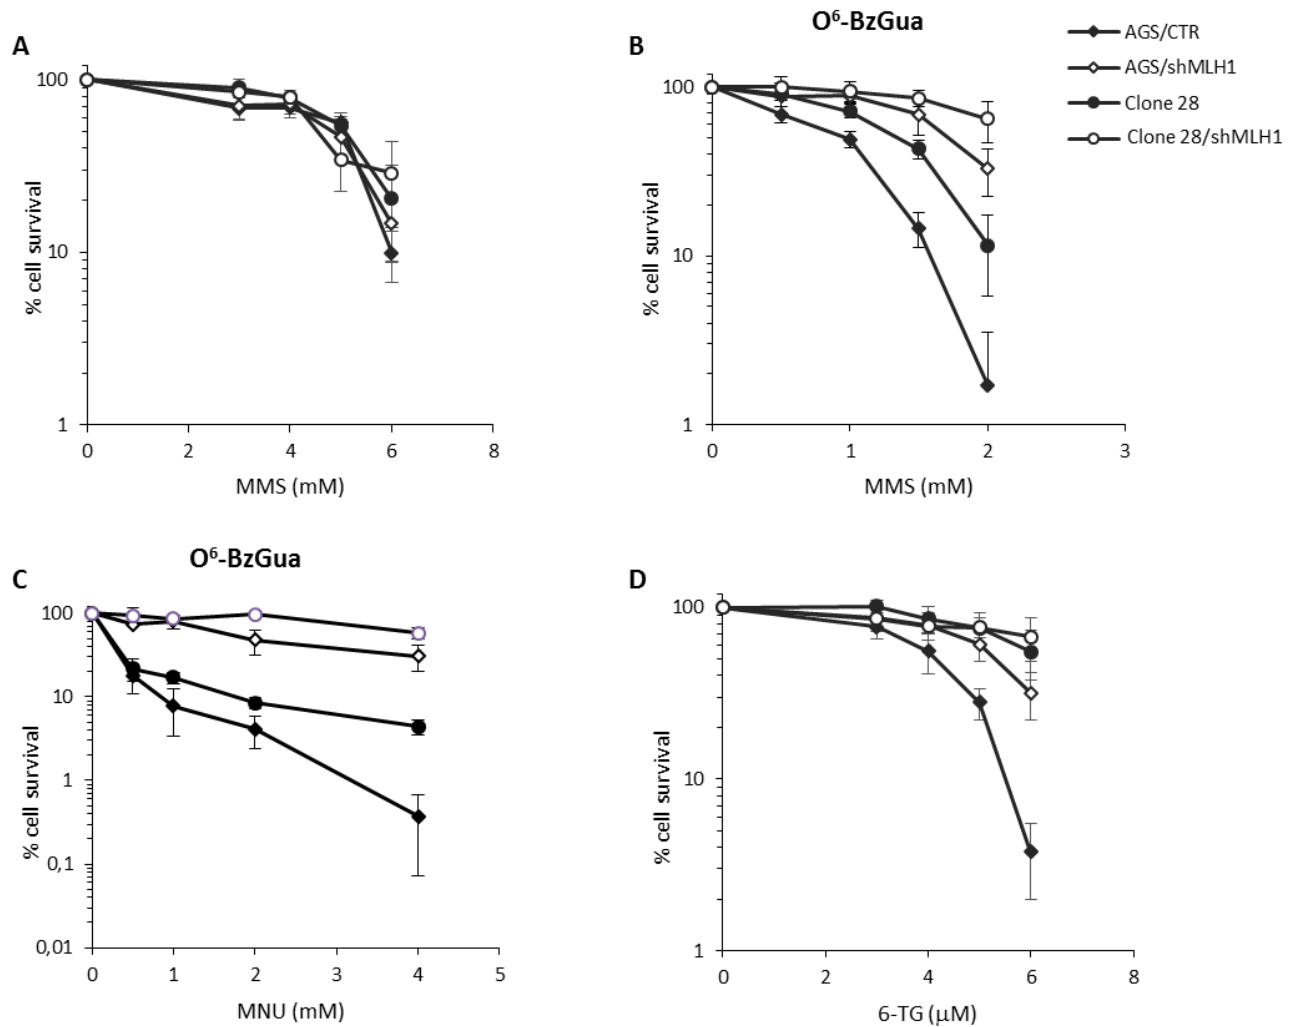 A
% cell survival
100
10
1
0 2 4 6 8
MMS (mM)
B
O⁶-BzGua
% cell survival
100
10
1
0 1 2 3
MMS (mM)
AGS/CTR
AGS/shMLH1
Clone 28
Clone 28/shMLH1
C
O⁶-BzGua
% cell survival
100
10
1
0,1
0,01
0 1 2 3 4 5
MNU (mM)
D
% cell survival
100
10
1
0 2 4 6 8
6-TG (μM)